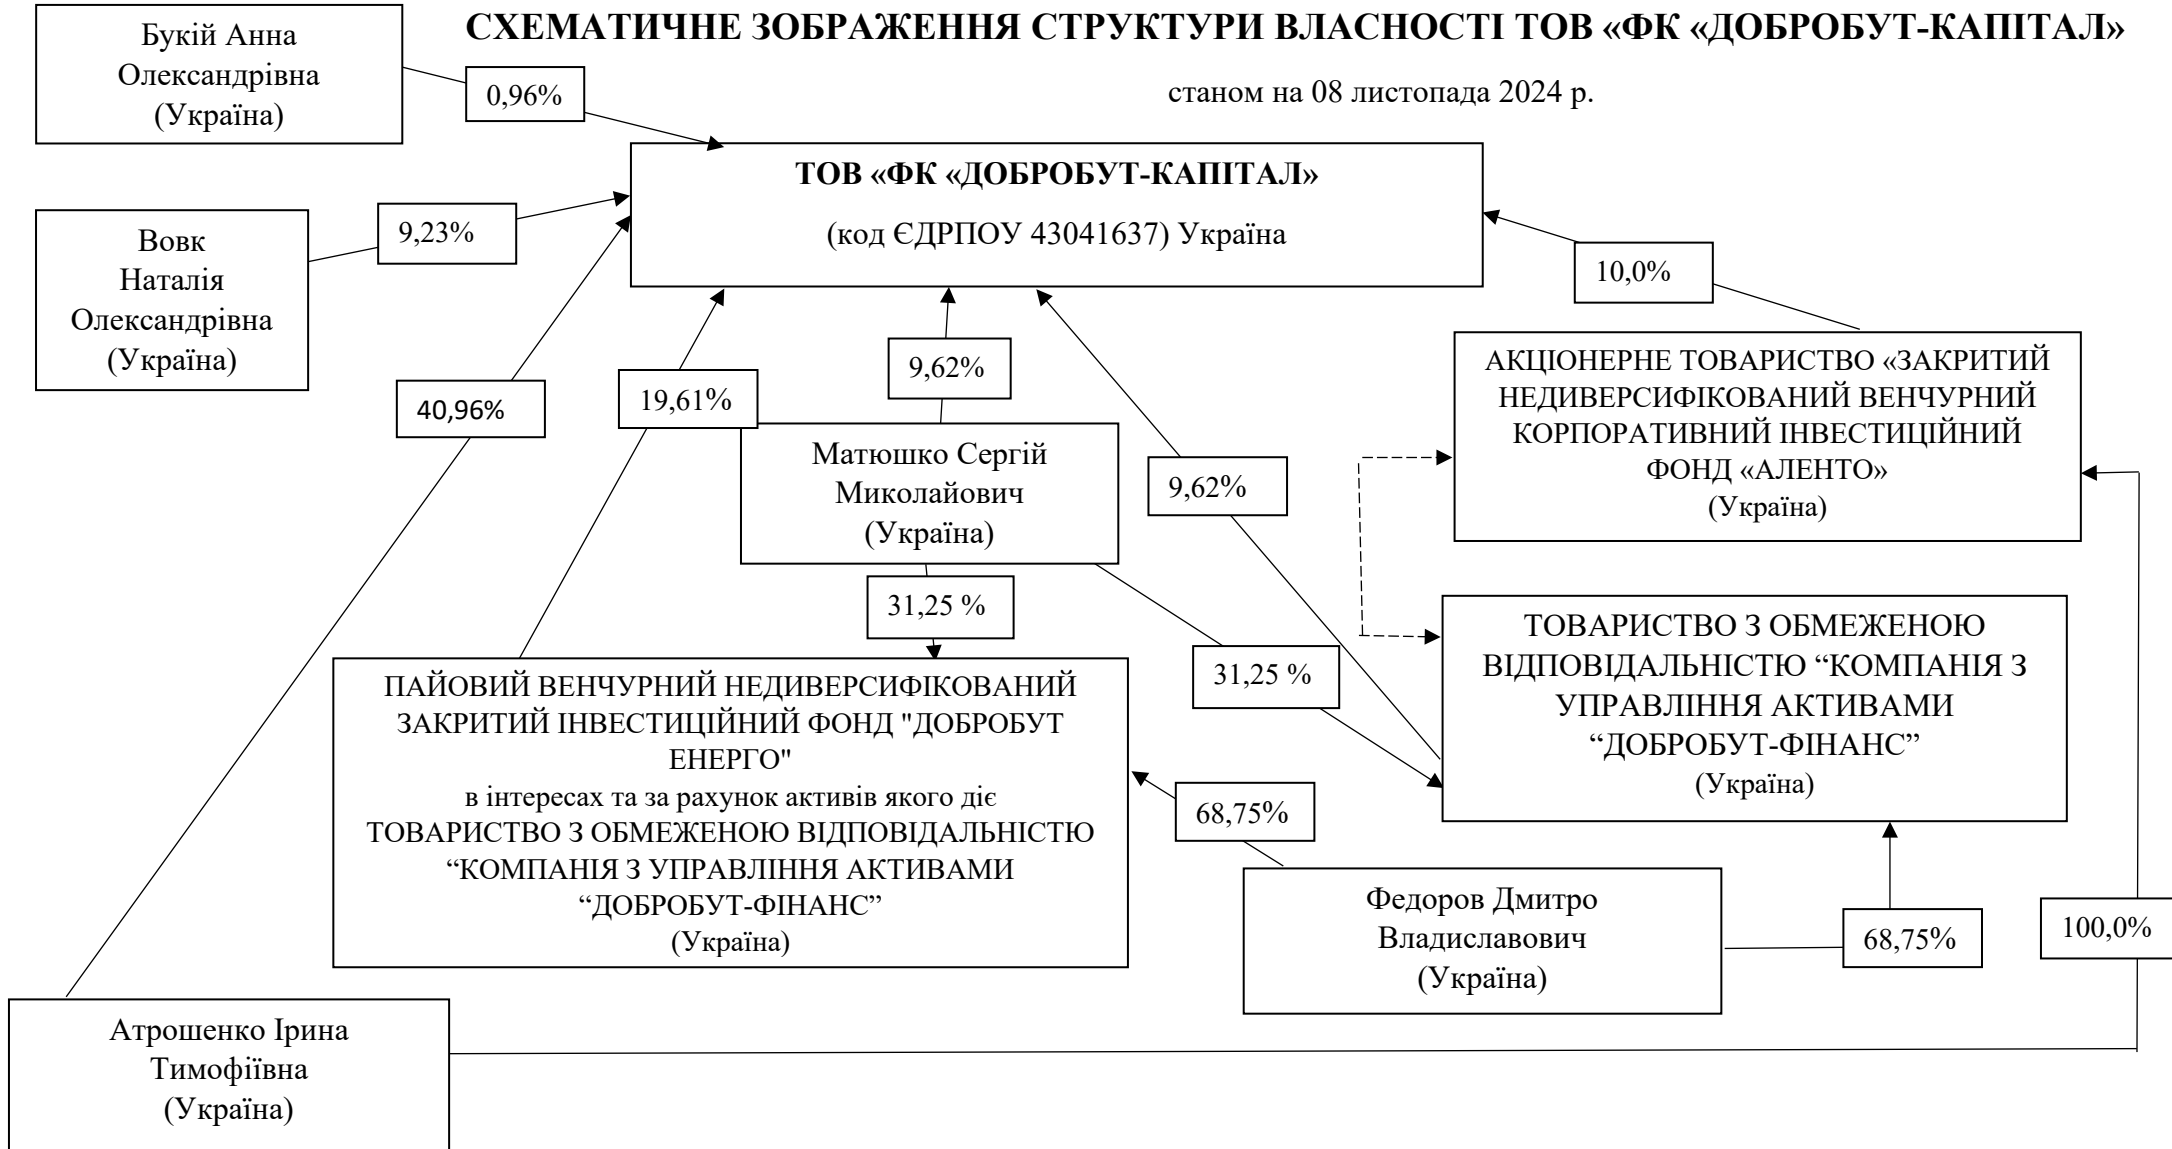 СХЕМАТИЧНЕ ЗОБРАЖЕННЯ СТРУКТУРИ ВЛАСНОСТІ ТОВ «ФК «ДОБРОБУТ-КАПІТАЛ»
станом на 08 листопада 2024 р.
Букій Анна
Олександрівна
(Україна)
0,96%
ТОВ «ФК «ДОБРОБУТ-КАПІТАЛ»
(код ЄДРПОУ 43041637) Україна
Вовк
Наталія
Олександрівна
(Україна)
9,23%
10,0%
40,96%
19,61%
9,62%
Матюшко Сергій
Миколайович
(Україна)
9,62%
АКЦІОНЕРНЕ ТОВАРИСТВО «ЗАКРИТИЙ
НЕДИВЕРСИФІКОВАНИЙ ВЕНЧУРНИЙ
КОРПОРАТИВНИЙ ІНВЕСТИЦІЙНИЙ
ФОНД «АЛЕНТО»
(Україна)
31,25 %
31,25 %
ТОВАРИСТВО З ОБМЕЖЕНОЮ
ВІДПОВІДАЛЬНІСТЮ “КОМПАНІЯ З
УПРАВЛІННЯ АКТИВАМИ
“ДОБРОБУТ-ФІНАНС”
(Україна)
ПАЙОВИЙ ВЕНЧУРНИЙ НЕДИВЕРСИФІКОВАНИЙ
ЗАКРИТИЙ ІНВЕСТИЦІЙНИЙ ФОНД "ДОБРОБУТ
ЕНЕРГО"
в інтересах та за рахунок активів якого діє
ТОВАРИСТВО З ОБМЕЖЕНОЮ ВІДПОВІДАЛЬНІСТЮ
“КОМПАНІЯ З УПРАВЛІННЯ АКТИВАМИ
“ДОБРОБУТ-ФІНАНС”
(Україна)
68,75%
Федоров Дмитро
Владиславович
(Україна)
68,75%
100,0%
Атрошенко Ірина
Тимофіївна
(Україна)